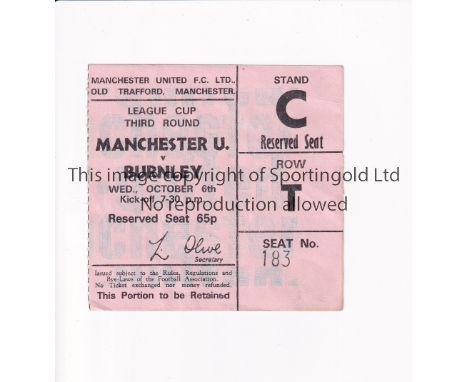 MANCHESTER UNITED F.C. LTD.,
OLD TRAFFORD, MANCHESTER.
LEAGUE CUP
THIRD ROUND
MANCHESTER U.
v
BURNLEY
WED., OCTOBER 6th
Kick-off 7-30 p.m.
Reserved Seat 65p
L. Olive
Secretary
Issued subject to the Rules, Regulations and
Bye-Laws of the Football Association.
No Ticket exchanged nor money refunded.
This Portion to be Retained
STAND
C
Reserved Seat
ROW
T
SEAT No.
183
This image copyright of Sportingold Ltd
No reproduction allowed